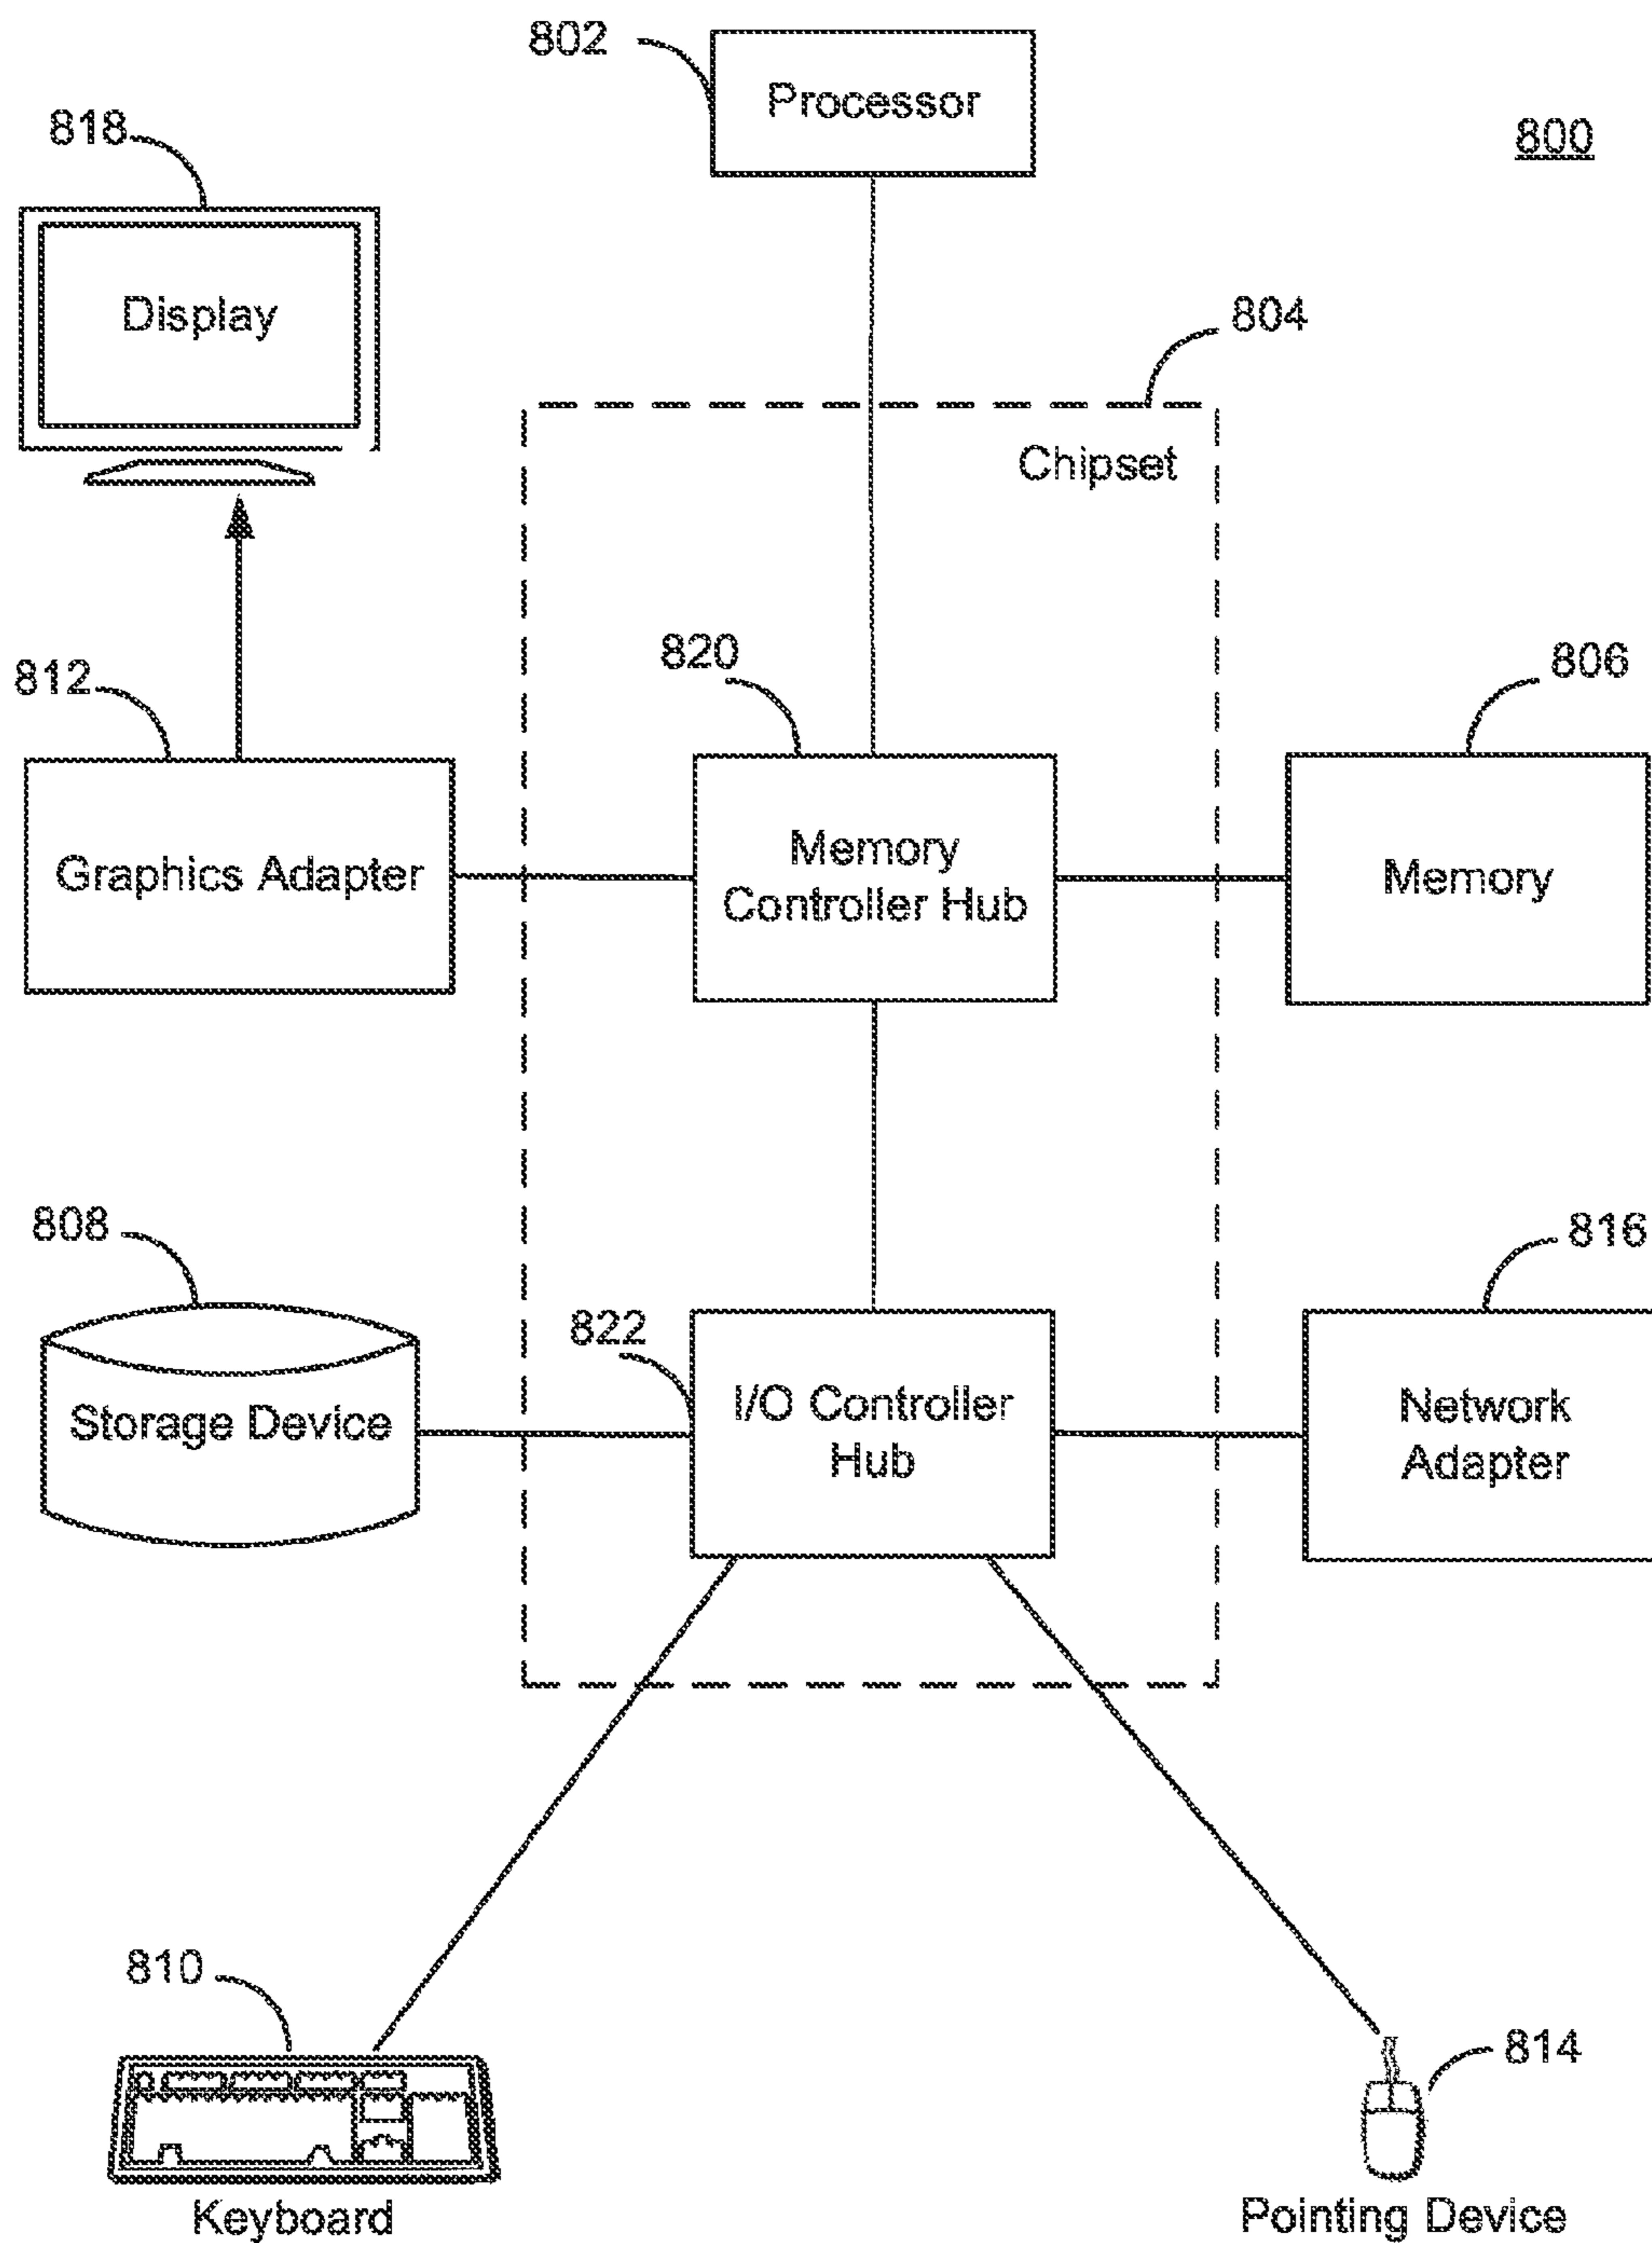 802
Processor
800
818
Display
804
Chipset
820
806
812
Memory
Controller Hub
Graphics Adapter
Memory
808
816
822
I/O Controller
Hub
Storage Device
Network
Adapter
810
814
Keyboard
Pointing Device